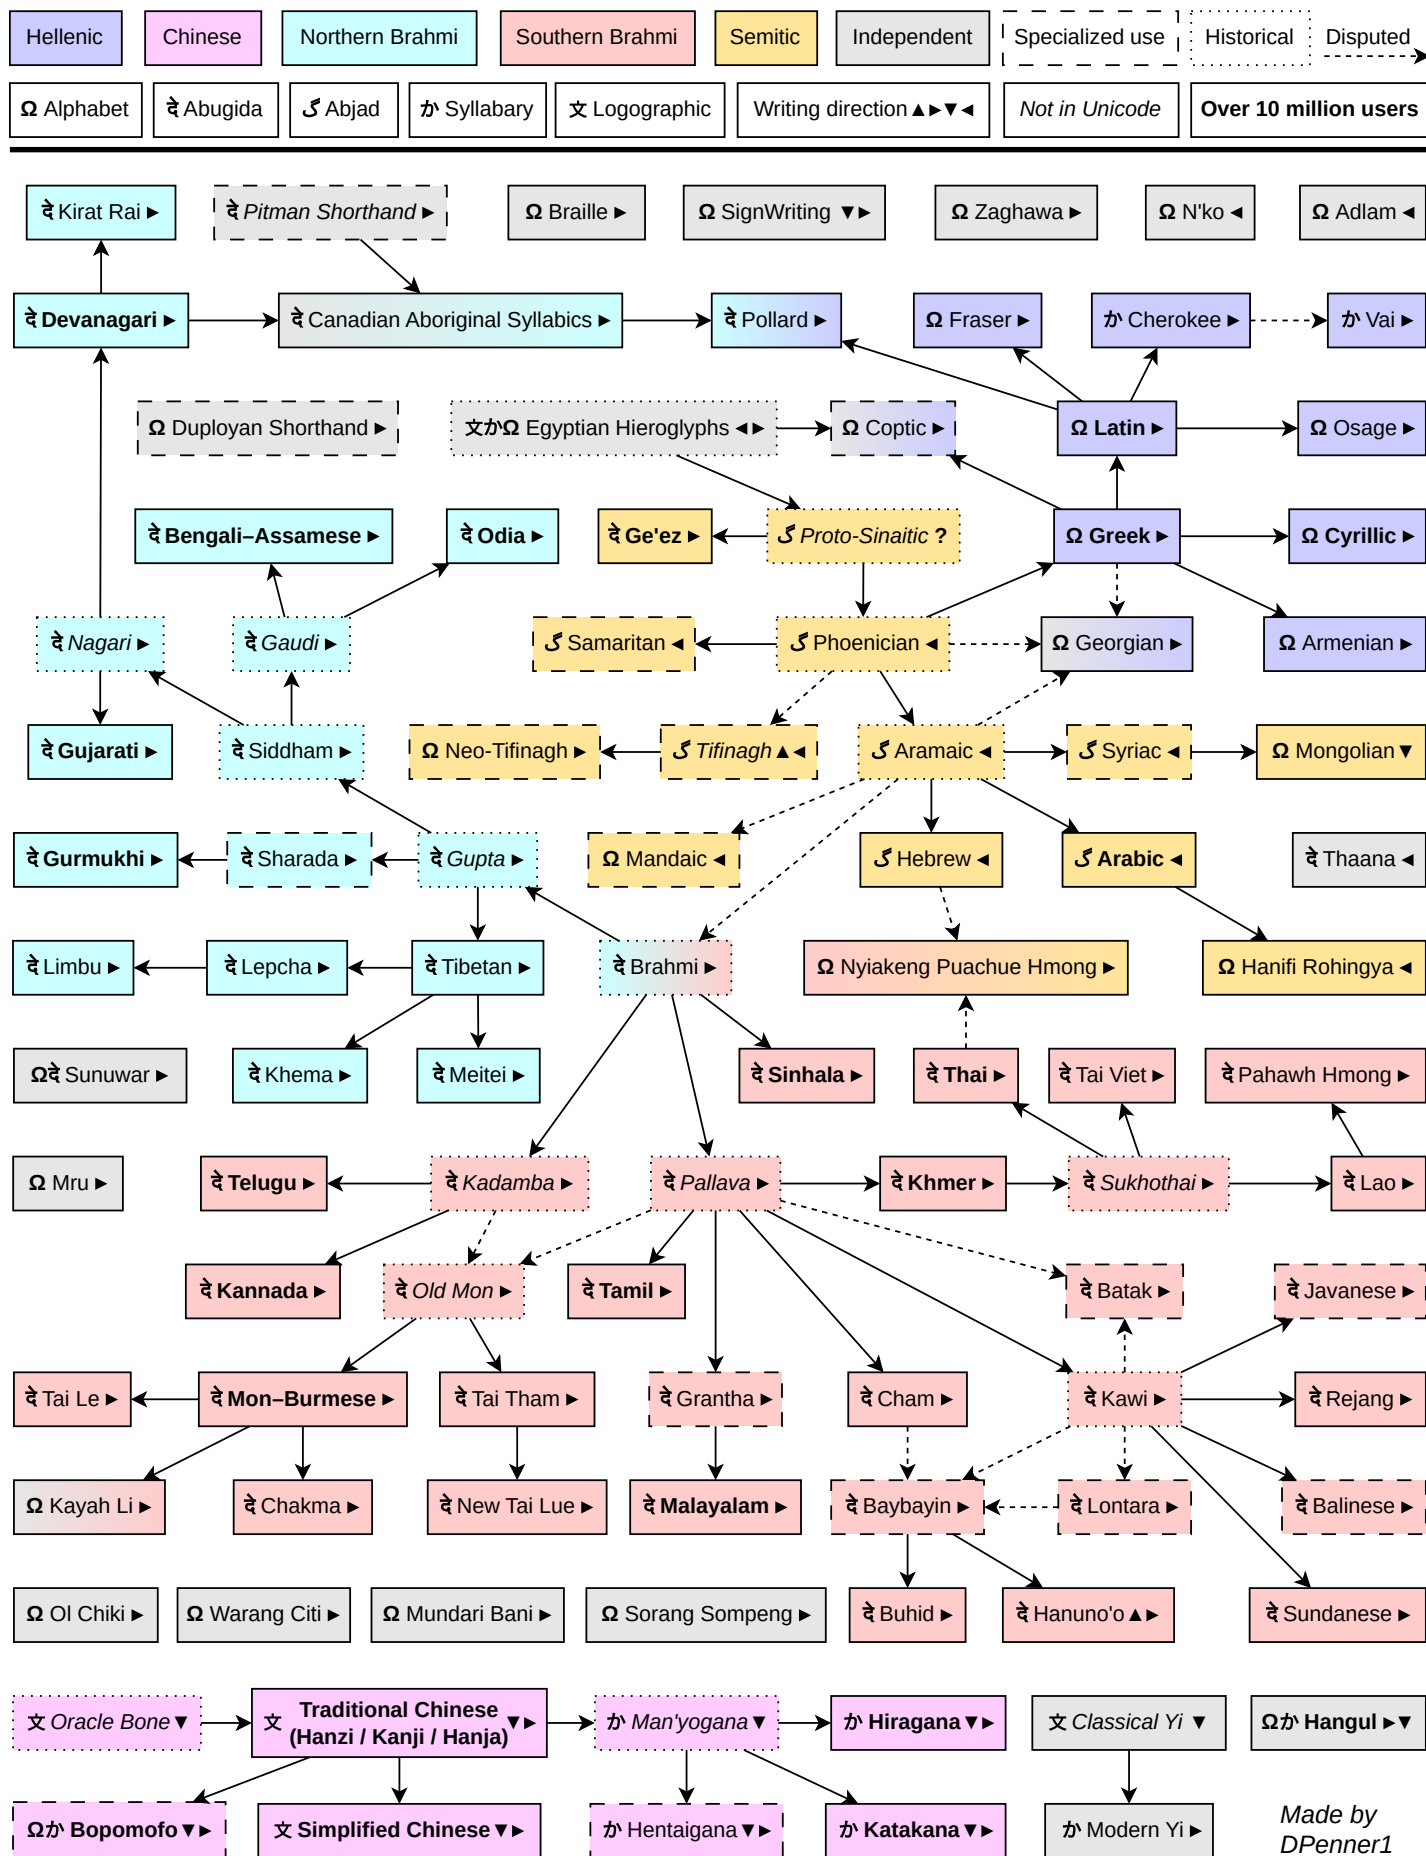 Hellenic
Chinese
Northern Brahmi
Southern Brahmi
Semitic
Independent
Specialized use
Historical
Disputed
Ω Alphabet
दे Abugida
گ Abjad
か Syllabary
文 Logographic
Writing direction ▲▶▼◀
Not in Unicode
Over 10 million users
दे Kirat Rai ▶
दे Pitman Shorthand ▶
Ω Braille ▶
Ω SignWriting ▼▶
Ω Zaghawa ▶
Ω N'ko ◀
Ω Adlam ◀
दे Devanagari ▶
दे Canadian Aboriginal Syllabics ▶
दे Pollard ▶
Ω Fraser ▶
か Cherokee ▶
か Vai ▶
Ω Duployan Shorthand ▶
文かΩ Egyptian Hieroglyphs ◀▶
Ω Coptic ▶
Ω Latin ▶
Ω Osage ▶
दे Bengali–Assamese ▶
दे Odia ▶
दे Ge'ez ▶
گ Proto-Sinaitic ?
Ω Greek ▶
Ω Cyrillic ▶
दे Nagari ▶
दे Gaudi ▶
گ Samaritan ◀
گ Phoenician ◀
Ω Georgian ▶
Ω Armenian ▶
दे Gujarati ▶
दे Siddham ▶
Ω Neo-Tifinagh ▶
گ Tifinagh ▲◀
گ Aramaic ◀
گ Syriac ◀
Ω Mongolian ▼
दे Gurmukhi ▶
दे Sharada ▶
दे Gupta ▶
Ω Mandaic ◀
گ Hebrew ◀
گ Arabic ◀
दे Thaana ◀
दे Limbu ▶
दे Lepcha ▶
दे Tibetan ▶
दे Brahmi ▶
Ω Nyiakeng Puachue Hmong ▶
Ω Hanifi Rohingya ◀
Ωदे Sunuwar ▶
दे Khema ▶
दे Meitei ▶
दे Sinhala ▶
दे Thai ▶
दे Tai Viet ▶
दे Pahawh Hmong ▶
Ω Mru ▶
दे Telugu ▶
दे Kadamba ▶
दे Pallava ▶
दे Khmer ▶
दे Sukhothai ▶
दे Lao ▶
दे Kannada ▶
दे Old Mon ▶
दे Tamil ▶
दे Batak ▶
दे Javanese ▶
दे Tai Le ▶
दे Mon–Burmese ▶
दे Tai Tham ▶
दे Grantha ▶
दे Cham ▶
दे Kawi ▶
दे Rejang ▶
Ω Kayah Li ▶
दे Chakma ▶
दे New Tai Lue ▶
दे Malayalam ▶
दे Baybayin ▶
दे Lontara ▶
दे Balinese ▶
Ω Ol Chiki ▶
Ω Warang Citi ▶
Ω Mundari Bani ▶
Ω Sorang Sompeng ▶
दे Buhid ▶
दे Hanuno'o ▲▶
दे Sundanese ▶
文 Oracle Bone ▼
文 Traditional Chinese ▼▶
(Hanzi / Kanji / Hanja)
か Man'yogana ▼
か Hiragana ▼▶
文 Classical Yi ▼
Ωか Hangul ▶▼
Ωか Bopomofo ▼▶
文 Simplified Chinese ▼▶
か Hentaigana ▼▶
か Katakana ▼▶
か Modern Yi ▶
Made by
DPenner1